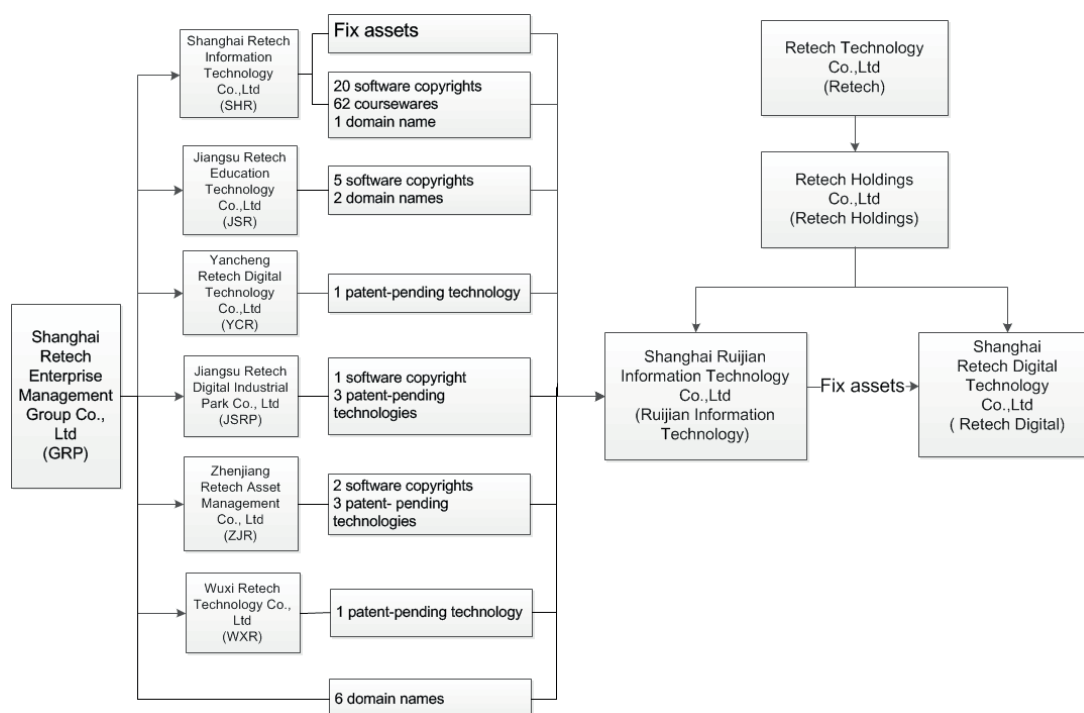 Shanghai
Retech
Enterprise
Management
Group Co.,
Ltd
(GRP)
Shanghai Retech
Information
Technology
Co.,Ltd
(SHR)
Fix assets
20 software copyrights
62 coursewares
1 domain name
Jiangsu Retech
Education
Technology
Co.,Ltd
(JSR)
5 software copyrights
2 domain names
Yancheng
Retech Digital
Technology
Co.,Ltd
(YCR)
1 patent-pending technology
Jiangsu Retech
Digital Industrial
Park Co., Ltd
(JSRP)
1 software copyright
3 patent-pending
technologies
Zhenjiang
Retech Asset
Management
Co., Ltd
(ZJR)
2 software copyrights
3 patent- pending
technologies
Wuxi Retech
Technology Co.,
Ltd
(WXR)
1 patent-pending technology
6 domain names
Retech Technology
Co.,Ltd
(Retech)
Retech Holdings
Co.,Ltd
(Retech Holdings)
Shanghai Ruijian
Information Technology
Co.,Ltd
(Ruijian Information
Technology)
Fix assets
Shanghai
Retech Digital
Technology
Co.,Ltd
( Retech Digital)